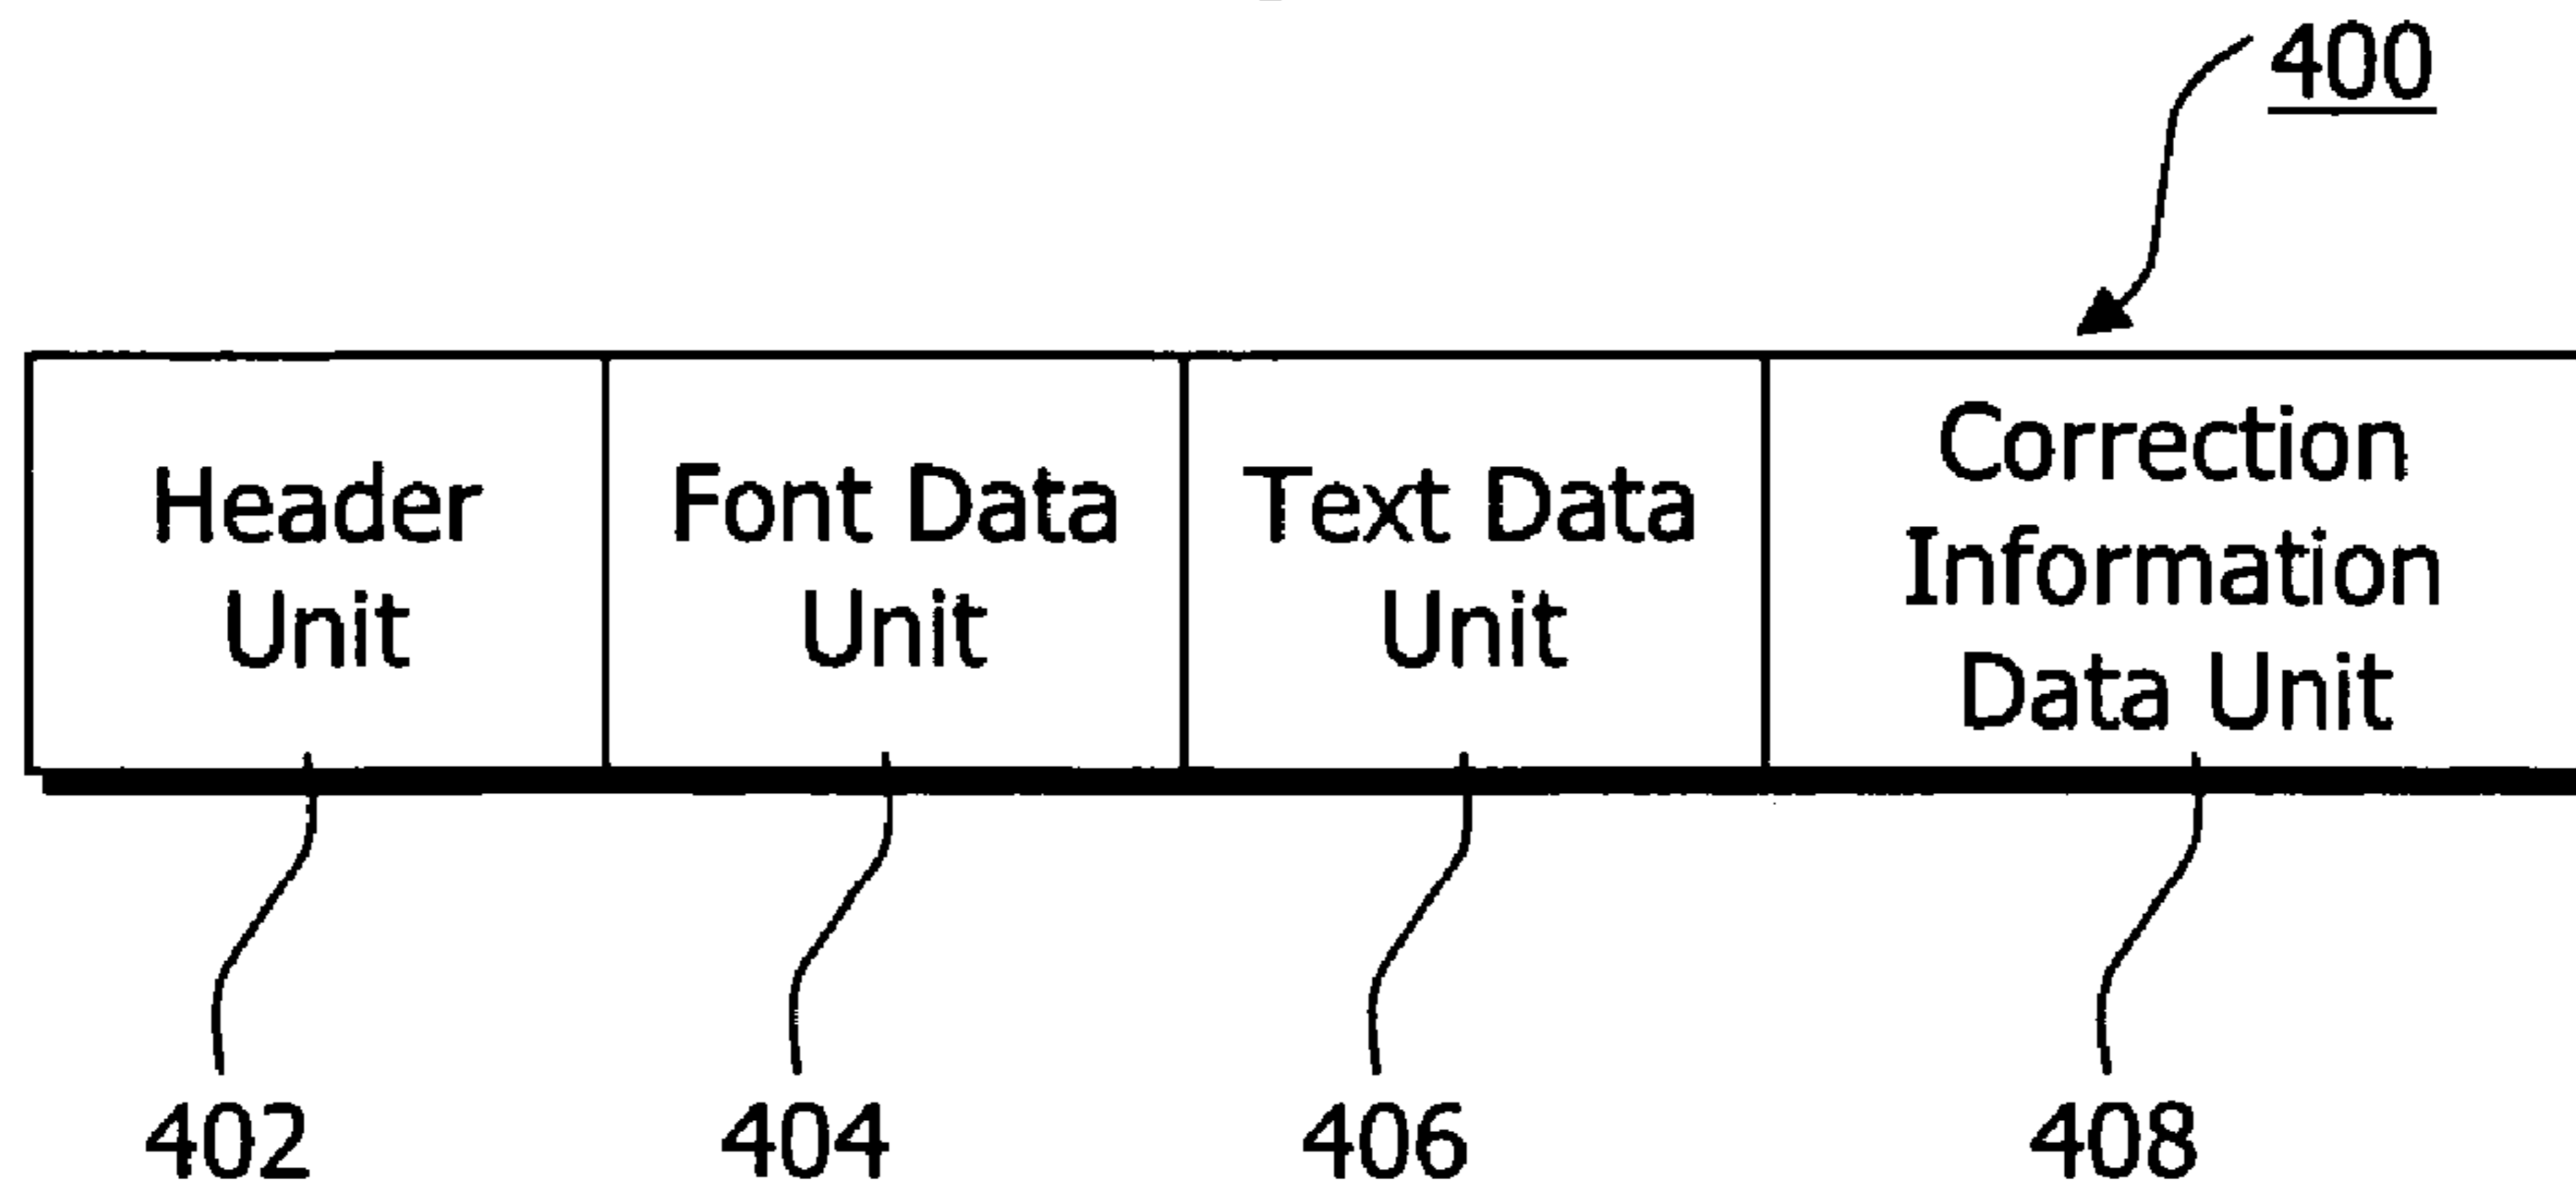 400
Header
Unit
Font Data
Unit
Text Data
Unit
Correction
Information
Data Unit
402
404
406
408